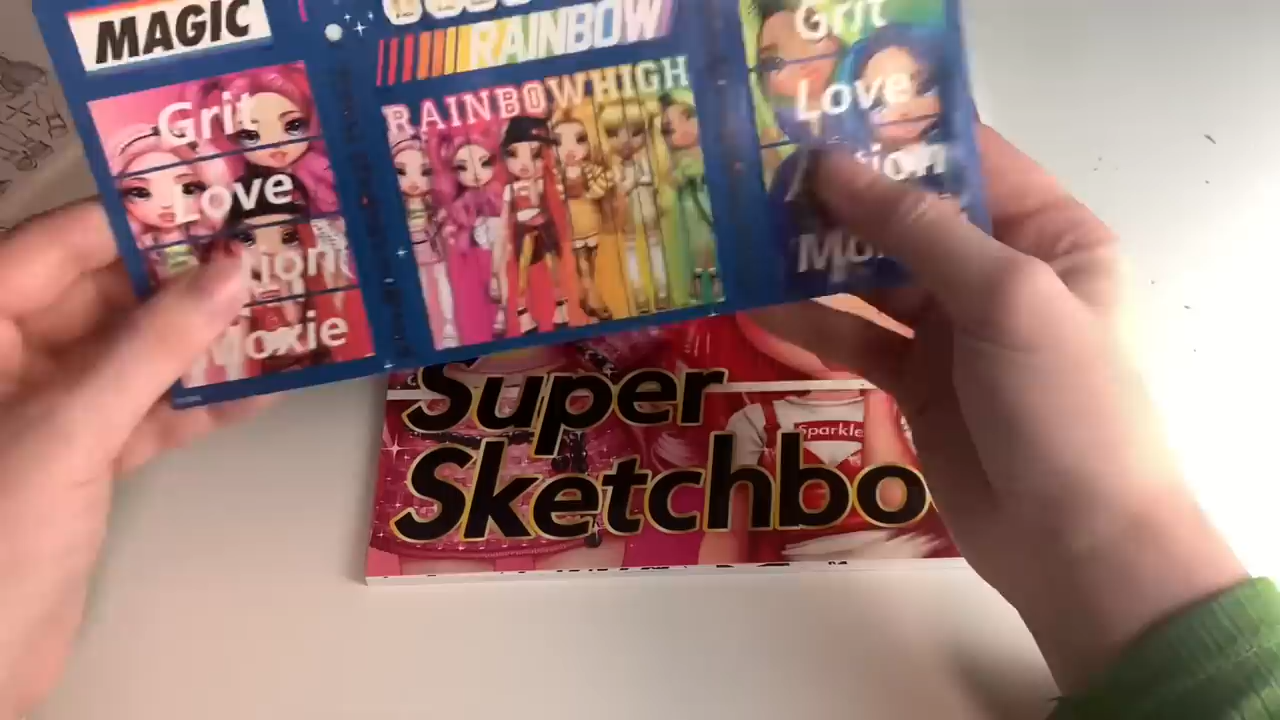 MAGIC
Grit
Love
Moxie
RAINBOW
RAINBOW HIGH
Grit
Love
Super
Sketchbo
Sparkle